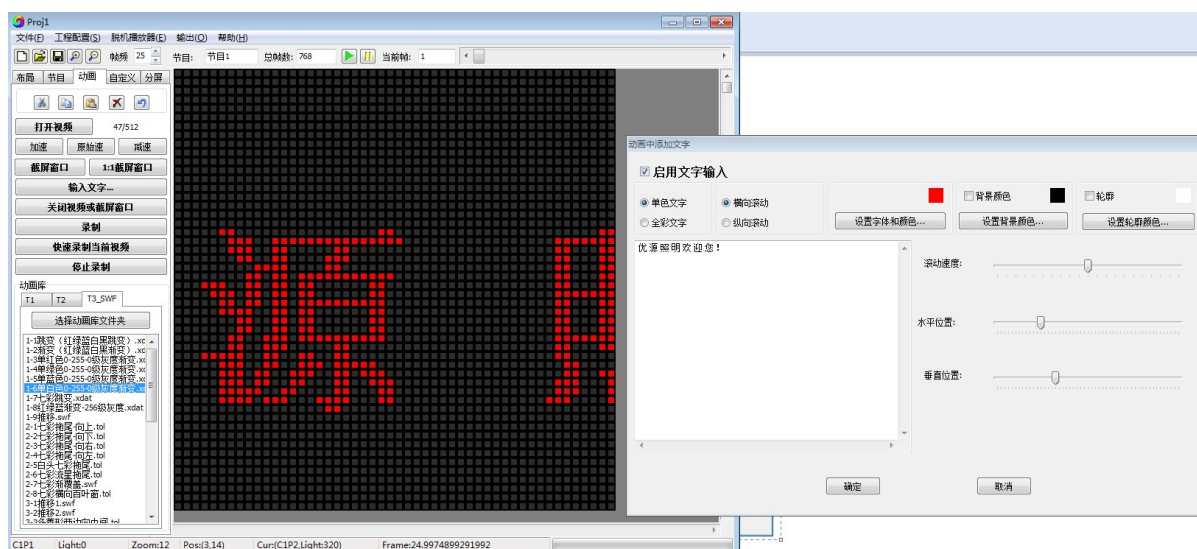 Proj1
文件(F) 工程配置(S) 脱机播放器(E) 输出(O) 帮助(H)
帧频 25 节目: 节目1 总帧数: 768 当前帧: 1
布局 节目 动画 自定义 分屏
打开视频 47/512
加速 原始速 减速
截屏窗口 1:1截屏窗口
输入文字...
关闭视频或截屏窗口
录制
快速录制当前视频
停止录制
动画库
T1 T2 T3_SWF
选择动画库文件夹
1-1跳变（红绿蓝白黑跳变）.xd
1-2渐变（红绿蓝白黑渐变）.xd
1-3单红色0-255-0级灰度渐变.xd
1-4单绿色0-255-0级灰度渐变.xd
1-5单蓝色0-255-0级灰度渐变.xd
1-6单白色0-255-0级灰度渐变.xd
1-7七彩跳变.xdat
1-8红绿蓝渐变-256级灰度.xdat
1-9推移.swf
2-1七彩拖尾-向上.tol
2-2七彩拖尾-向下.tol
2-3七彩拖尾-向右.tol
2-4七彩拖尾-向左.tol
2-5白头七彩拖尾.tol
2-6七彩流星拖尾.tol
2-7七彩渐覆盖.swf
2-8七彩横向百叶窗.tol
3-1推移1.swf
3-2推移2.swf
源
C1P1 Light:0 Zoom:12 Pos:(3,14) Cur:(C1P2,Light:320) Frame:24.9974899291992
动画中添加文字
启用文字输入
单色文字 横向滚动 背景颜色 轮廓
全彩文字 纵向滚动 设置字体和颜色... 设置背景颜色... 设置轮廓颜色...
优源照明欢迎您!
滚动速度:
水平位置:
垂直位置:
确定 取消